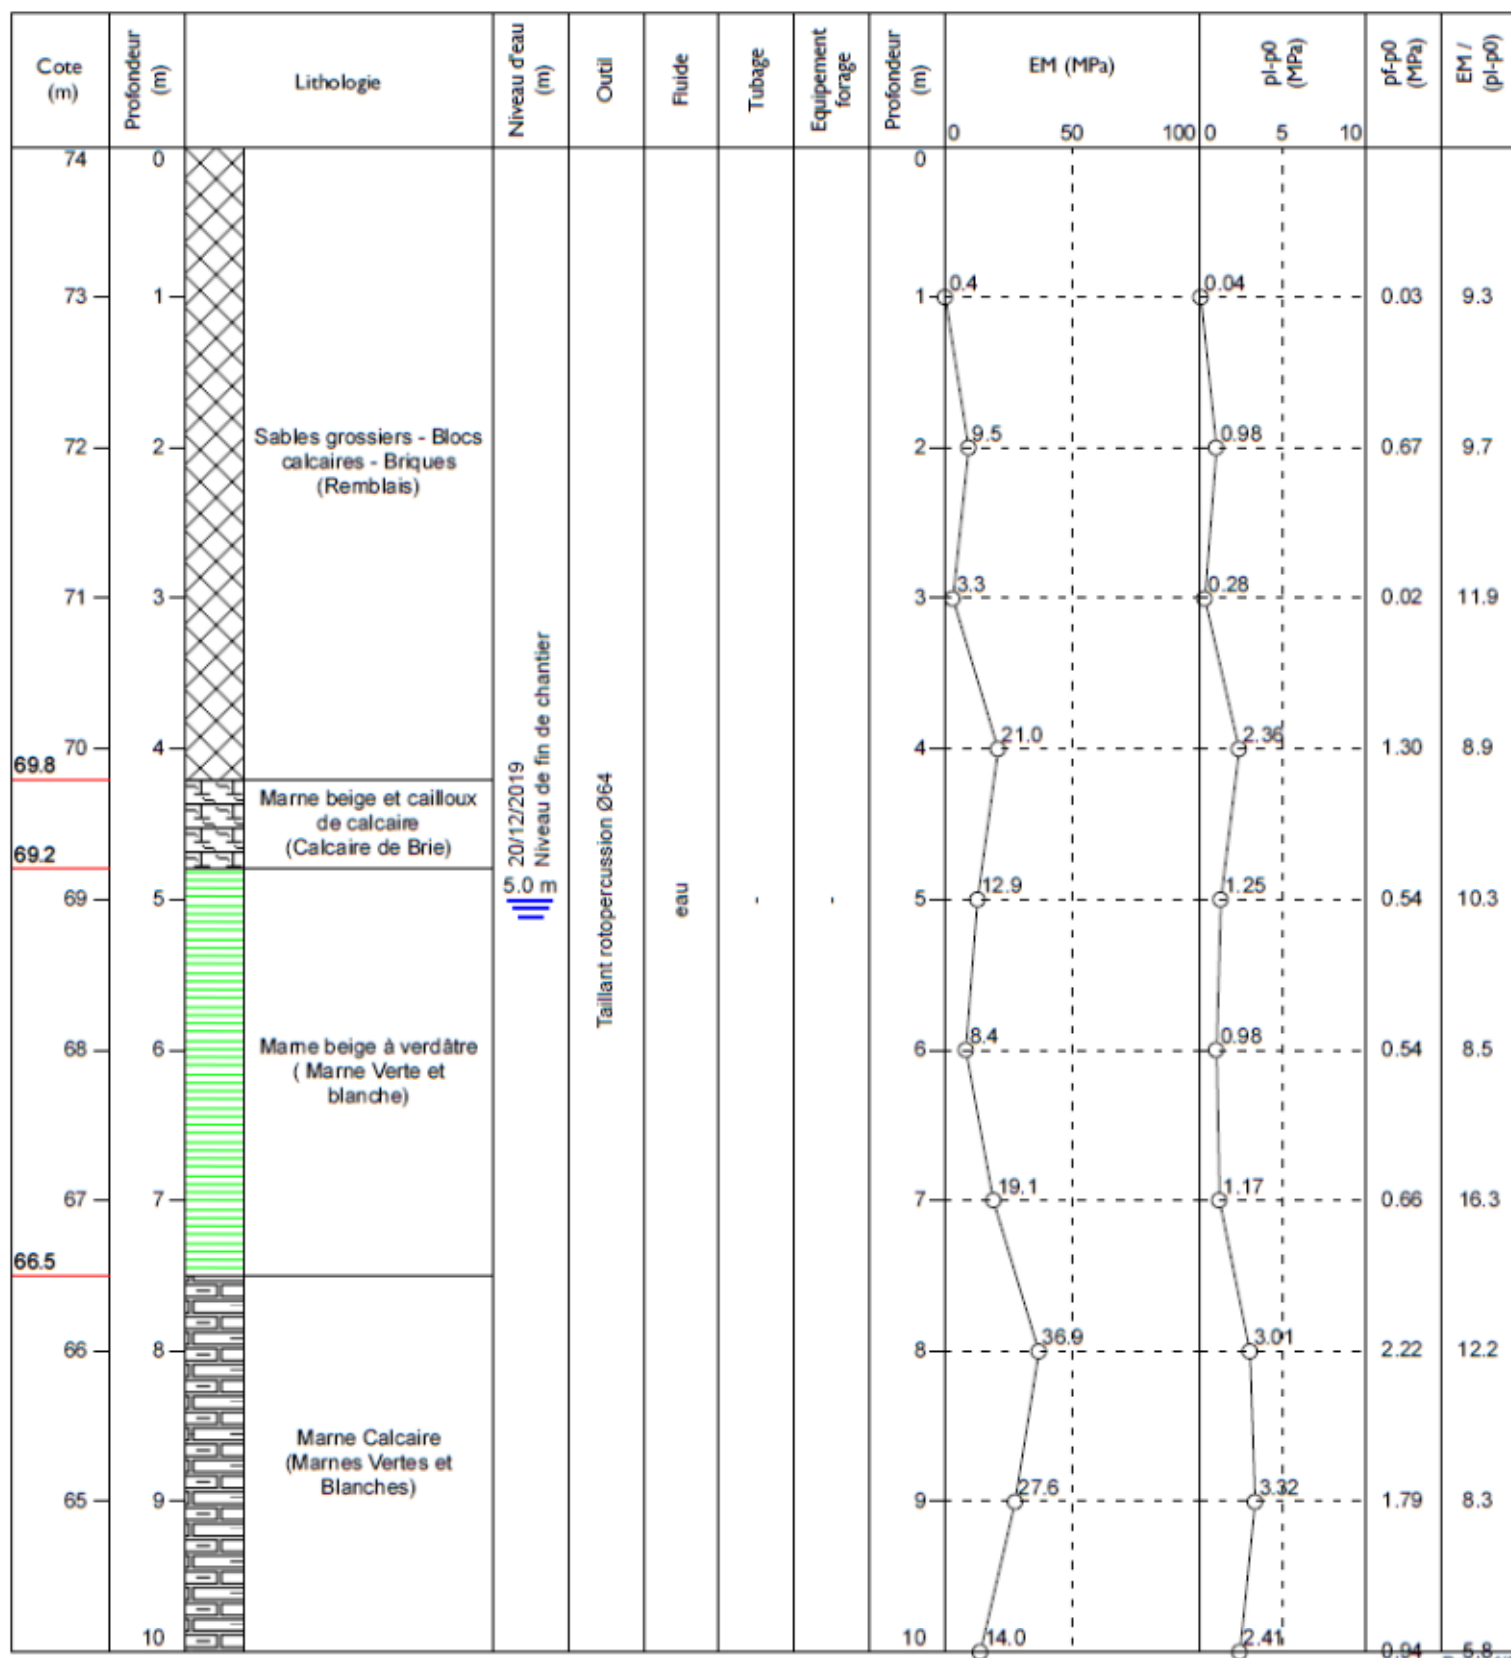 Cote
(m)
Profondeur
(m)
Lithologie
Niveau d'eau
(m)
Outil
Fluide
Tubage
Equipement
forage
Profondeur
(m)
EM (MPa)
0 50 100
pl-p0
(MPa)
0 5 10
pf-p0
(MPa)
EM /
(pl-p0)
74 0 0
73 1 1 0.4 0.04 0.03 9.3
Sables grossiers - Blocs
calcaires - Briques
(Remblais)
72 2 2 9.5 0.98 0.67 9.7
71 3 3 3.3 0.28 0.02 11.9
70 4 4 21.0 2.36 1.30 8.9
69.8
Marne beige et cailloux
de calcaire
(Calcaire de Brie)
69.2
20/12/2019
Niveau de fin de chantier
5.0 m
Taillant rotopercussion Ø64
eau
-
-
69 5 5 12.9 1.25 0.54 10.3
Marne beige à verdâtre
( Marne Verte et
blanche)
68 6 6 8.4 0.98 0.54 8.5
67 7 7 19.1 1.17 0.66 16.3
66.5
66 8 8 36.9 3.01 2.22 12.2
Marne Calcaire
(Marnes Vertes et
Blanches)
65 9 9 27.6 3.32 1.79 8.3
10 10 14.0 2.41 0.94 5.8